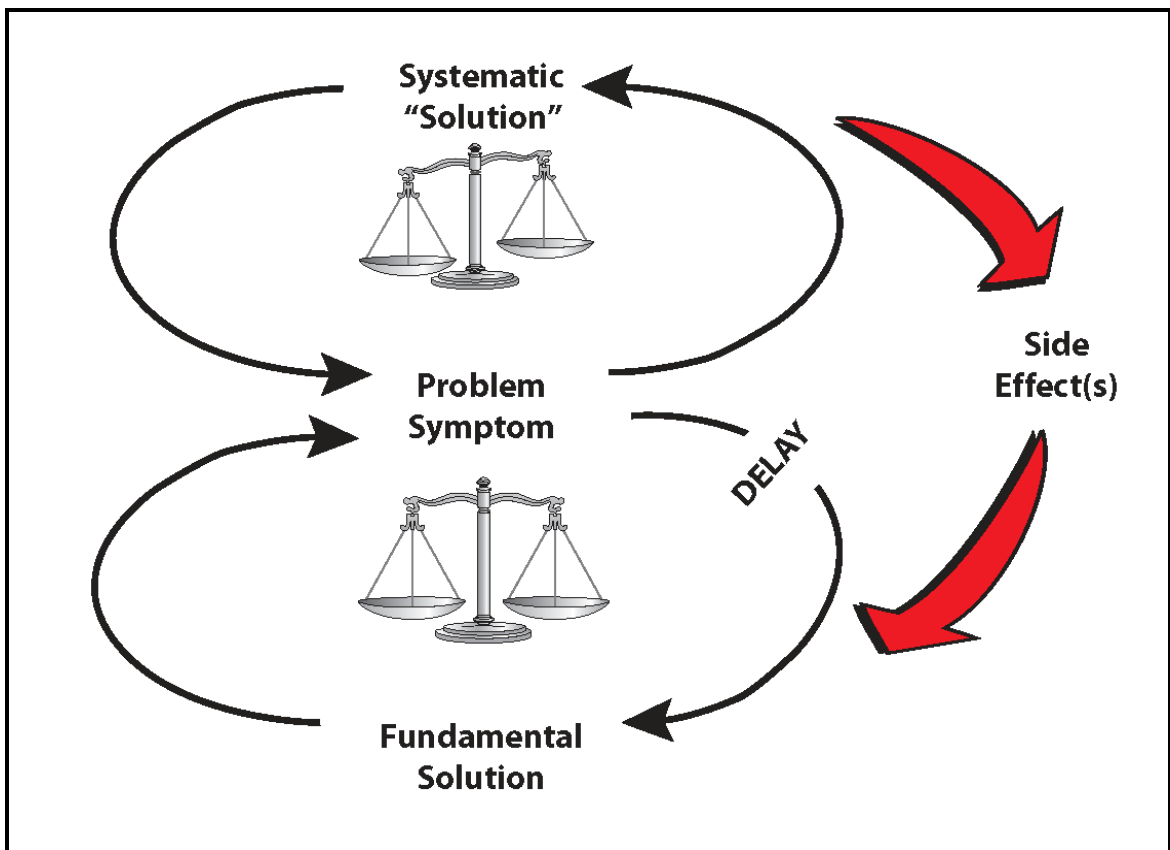 Systematic
“Solution”
Problem
Symptom
DELAY
Side
Effect(s)
Fundamental
Solution